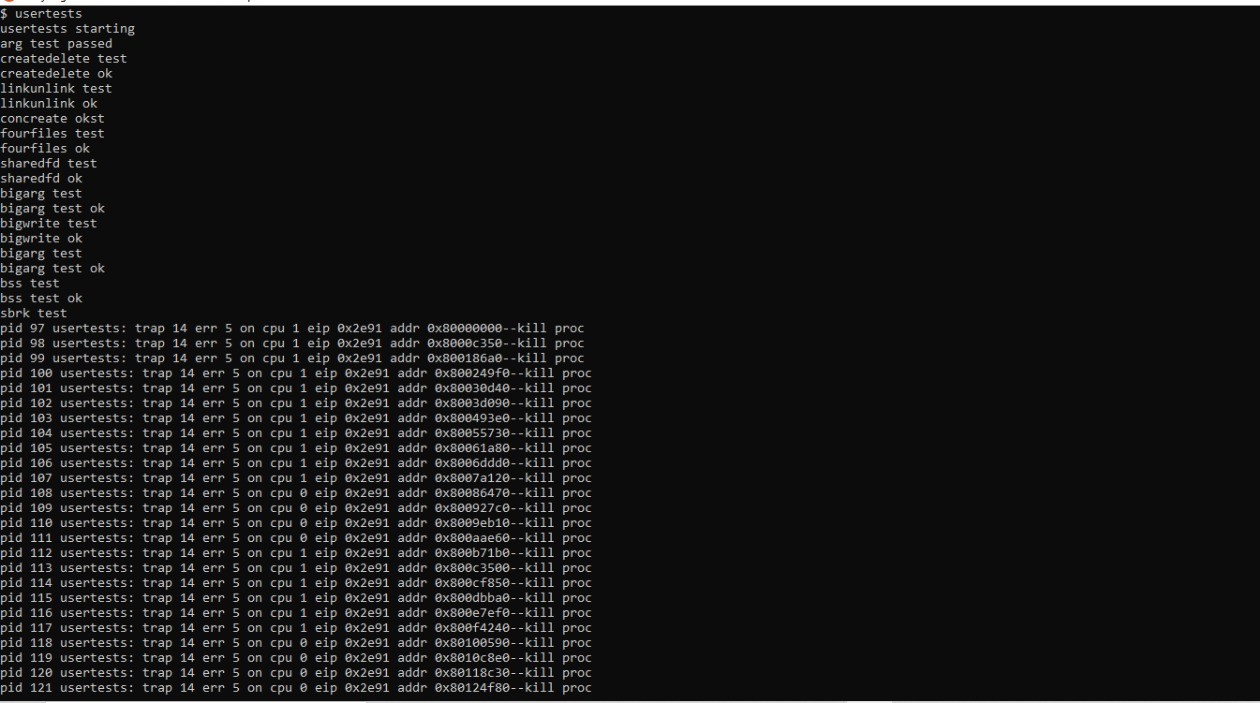 $ usertests
usertests starting
arg test passed
createdelete test
createdelete ok
linkunlink test
linkunlink ok
concreate okst
fourfiles test
fourfiles ok
sharedfd test
sharedfd ok
bigarg test
bigarg test ok
bigwrite test
bigwrite ok
bigarg test
bigarg test ok
bss test
bss test ok
sbrk test
pid 97 usertests: trap 14 err 5 on cpu 1 eip 0x2e91 addr 0x80000000--kill proc
pid 98 usertests: trap 14 err 5 on cpu 1 eip 0x2e91 addr 0x8000c350--kill proc
pid 99 usertests: trap 14 err 5 on cpu 1 eip 0x2e91 addr 0x800186a0--kill proc
pid 100 usertests: trap 14 err 5 on cpu 1 eip 0x2e91 addr 0x800249f0--kill proc
pid 101 usertests: trap 14 err 5 on cpu 1 eip 0x2e91 addr 0x80030d40--kill proc
pid 102 usertests: trap 14 err 5 on cpu 1 eip 0x2e91 addr 0x8003d090--kill proc
pid 103 usertests: trap 14 err 5 on cpu 1 eip 0x2e91 addr 0x800493e0--kill proc
pid 104 usertests: trap 14 err 5 on cpu 1 eip 0x2e91 addr 0x80055730--kill proc
pid 105 usertests: trap 14 err 5 on cpu 1 eip 0x2e91 addr 0x80061a80--kill proc
pid 106 usertests: trap 14 err 5 on cpu 1 eip 0x2e91 addr 0x8006ddd0--kill proc
pid 107 usertests: trap 14 err 5 on cpu 1 eip 0x2e91 addr 0x8007a120--kill proc
pid 108 usertests: trap 14 err 5 on cpu 0 eip 0x2e91 addr 0x80086470--kill proc
pid 109 usertests: trap 14 err 5 on cpu 0 eip 0x2e91 addr 0x800927c0--kill proc
pid 110 usertests: trap 14 err 5 on cpu 0 eip 0x2e91 addr 0x8009eb10--kill proc
pid 111 usertests: trap 14 err 5 on cpu 0 eip 0x2e91 addr 0x800aae60--kill proc
pid 112 usertests: trap 14 err 5 on cpu 1 eip 0x2e91 addr 0x800b71b0--kill proc
pid 113 usertests: trap 14 err 5 on cpu 1 eip 0x2e91 addr 0x800c3500--kill proc
pid 114 usertests: trap 14 err 5 on cpu 1 eip 0x2e91 addr 0x800cf850--kill proc
pid 115 usertests: trap 14 err 5 on cpu 1 eip 0x2e91 addr 0x800dbba0--kill proc
pid 116 usertests: trap 14 err 5 on cpu 1 eip 0x2e91 addr 0x800e7ef0--kill proc
pid 117 usertests: trap 14 err 5 on cpu 1 eip 0x2e91 addr 0x800f4240--kill proc
pid 118 usertests: trap 14 err 5 on cpu 0 eip 0x2e91 addr 0x80100590--kill proc
pid 119 usertests: trap 14 err 5 on cpu 0 eip 0x2e91 addr 0x8010c8e0--kill proc
pid 120 usertests: trap 14 err 5 on cpu 0 eip 0x2e91 addr 0x80118c30--kill proc
pid 121 usertests: trap 14 err 5 on cpu 0 eip 0x2e91 addr 0x80124f80--kill proc